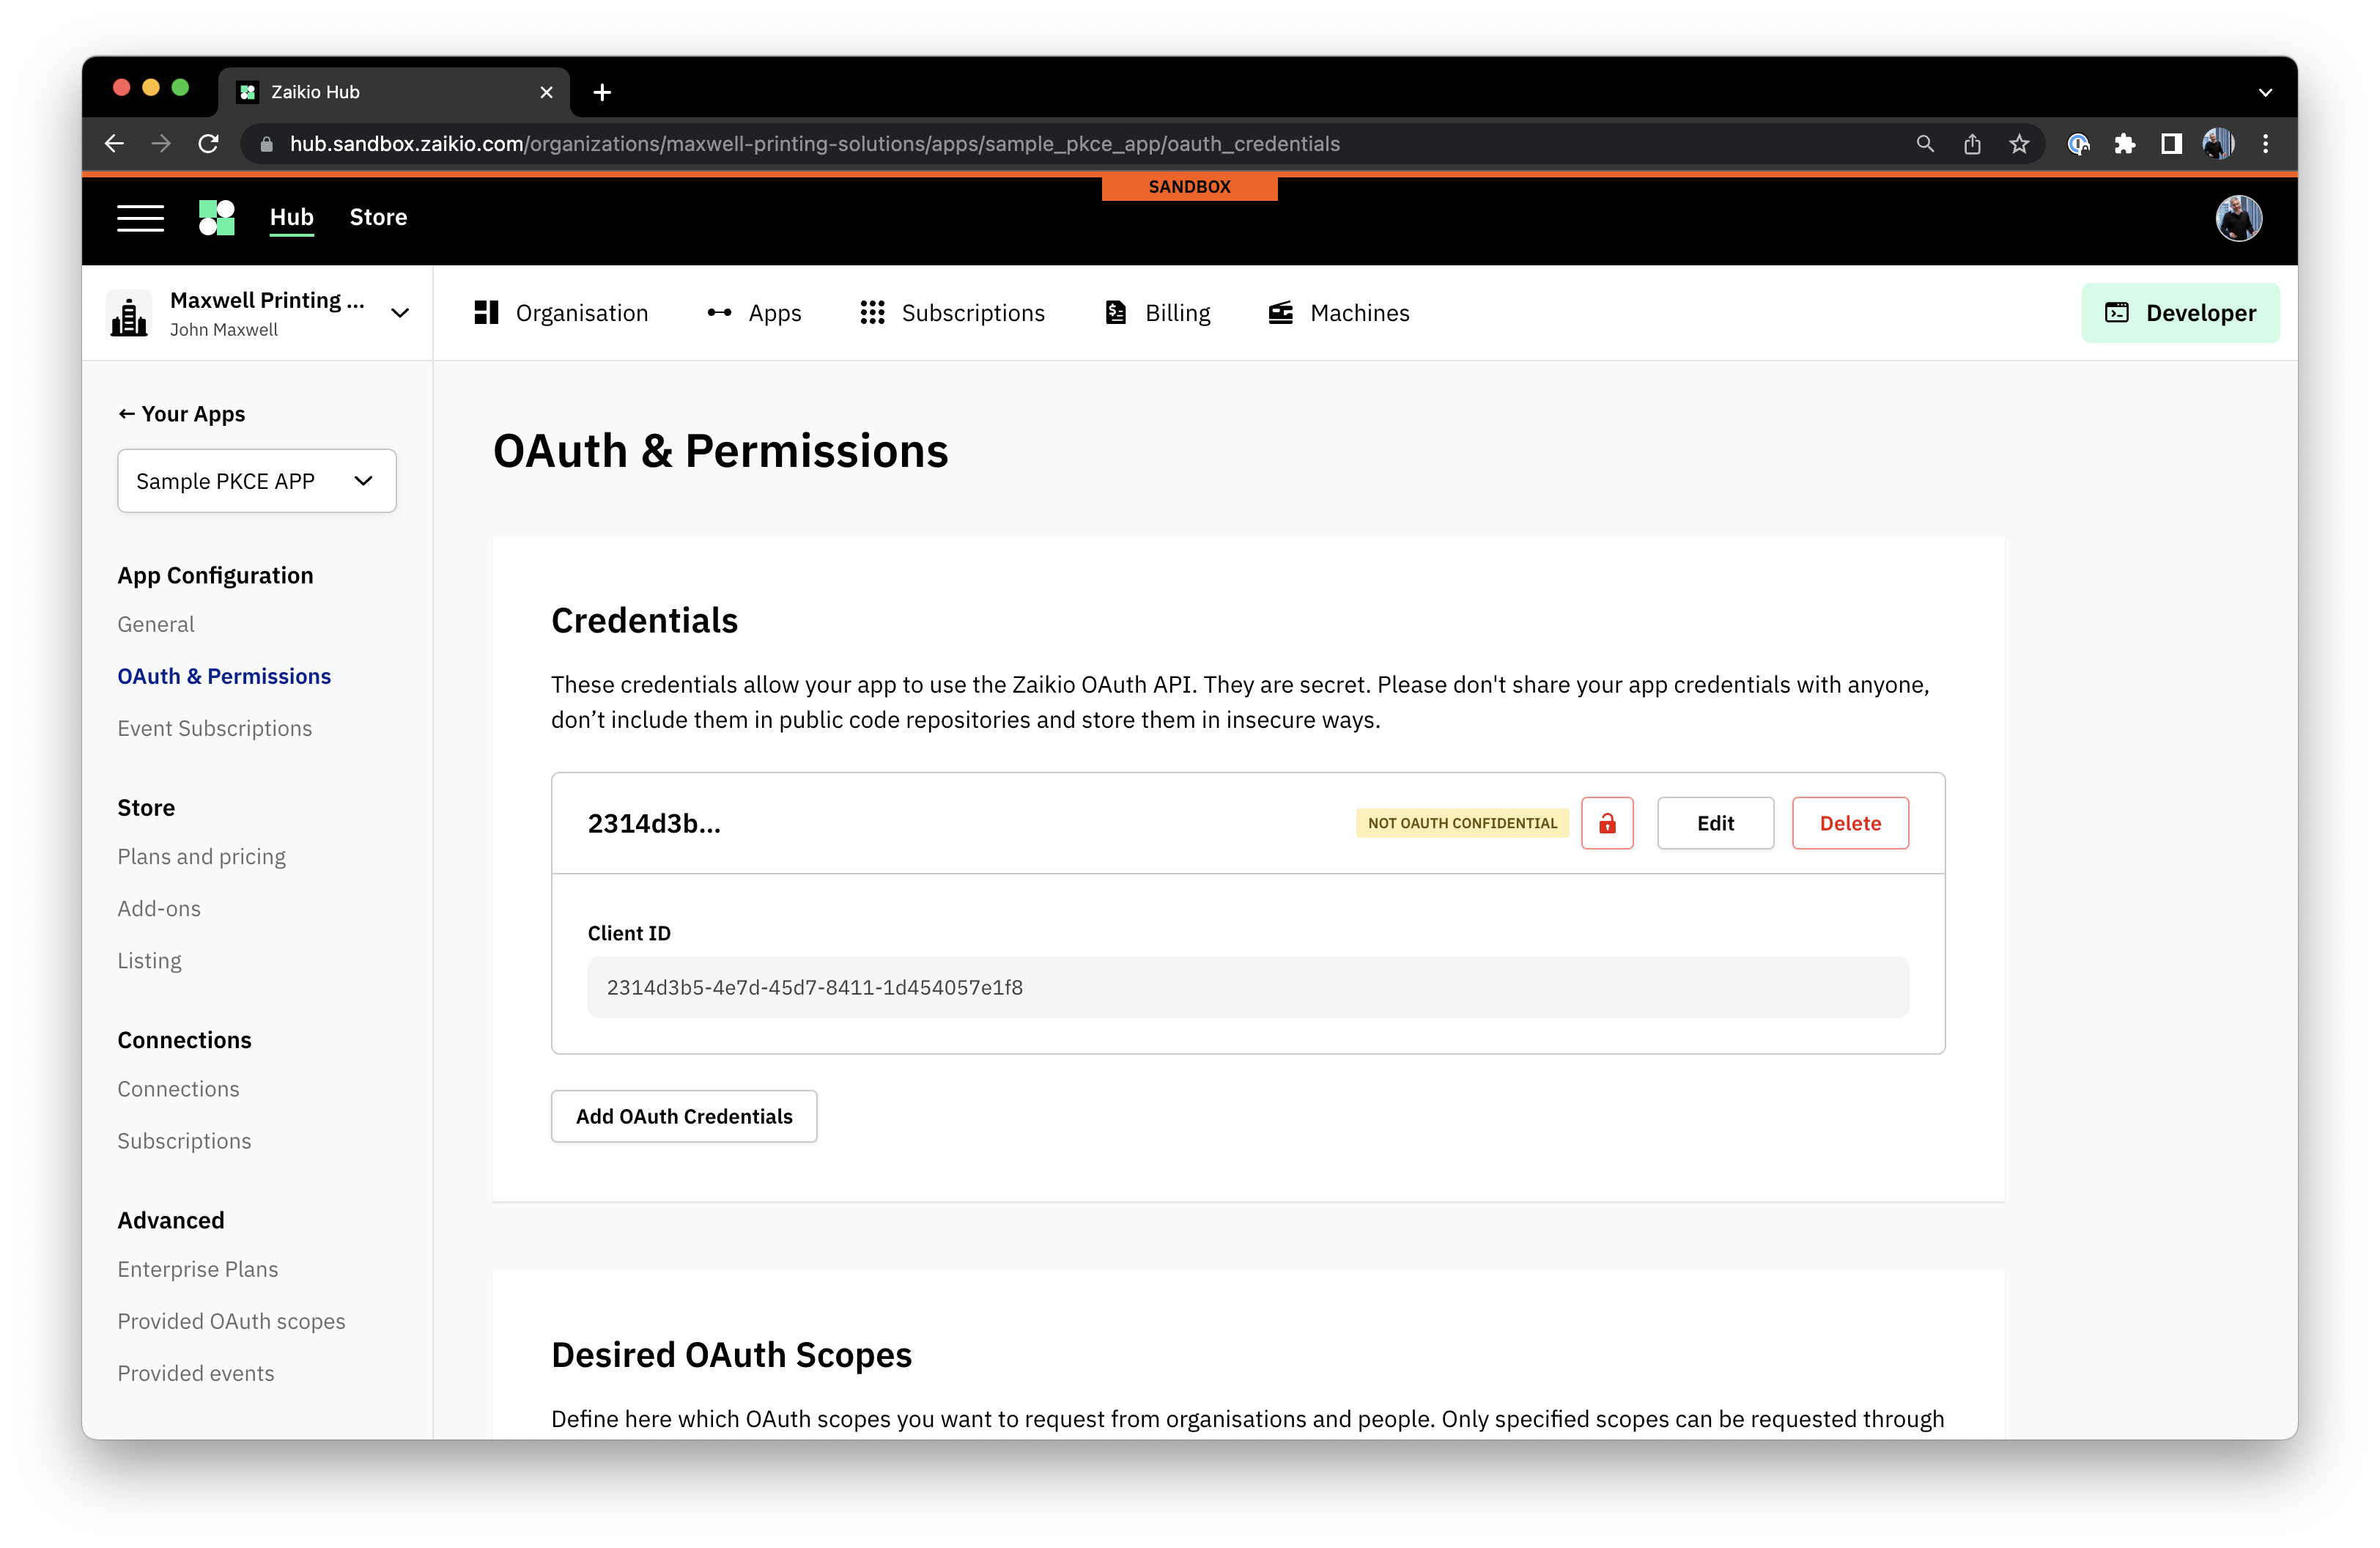 Zaikio Hub
hub.sandbox.zaikio.com/organizations/maxwell-printing-solutions/apps/sample_pkce_app/oauth_credentials
SANDBOX
Hub Store
Maxwell Printing ...
John Maxwell
Organisation Apps Subscriptions Billing Machines Developer
← Your Apps
Sample PKCE APP
App Configuration
General
OAuth & Permissions
Event Subscriptions
Store
Plans and pricing
Add-ons
Listing
Connections
Connections
Subscriptions
Advanced
Enterprise Plans
Provided OAuth scopes
Provided events
OAuth & Permissions
Credentials
These credentials allow your app to use the Zaikio OAuth API. They are secret. Please don't share your app credentials with anyone,
don’t include them in public code repositories and store them in insecure ways.
2314d3b...
NOT OAUTH CONFIDENTIAL Edit Delete
Client ID
2314d3b5-4e7d-45d7-8411-1d454057e1f8
Add OAuth Credentials
Desired OAuth Scopes
Define here which OAuth scopes you want to request from organisations and people. Only specified scopes can be requested through